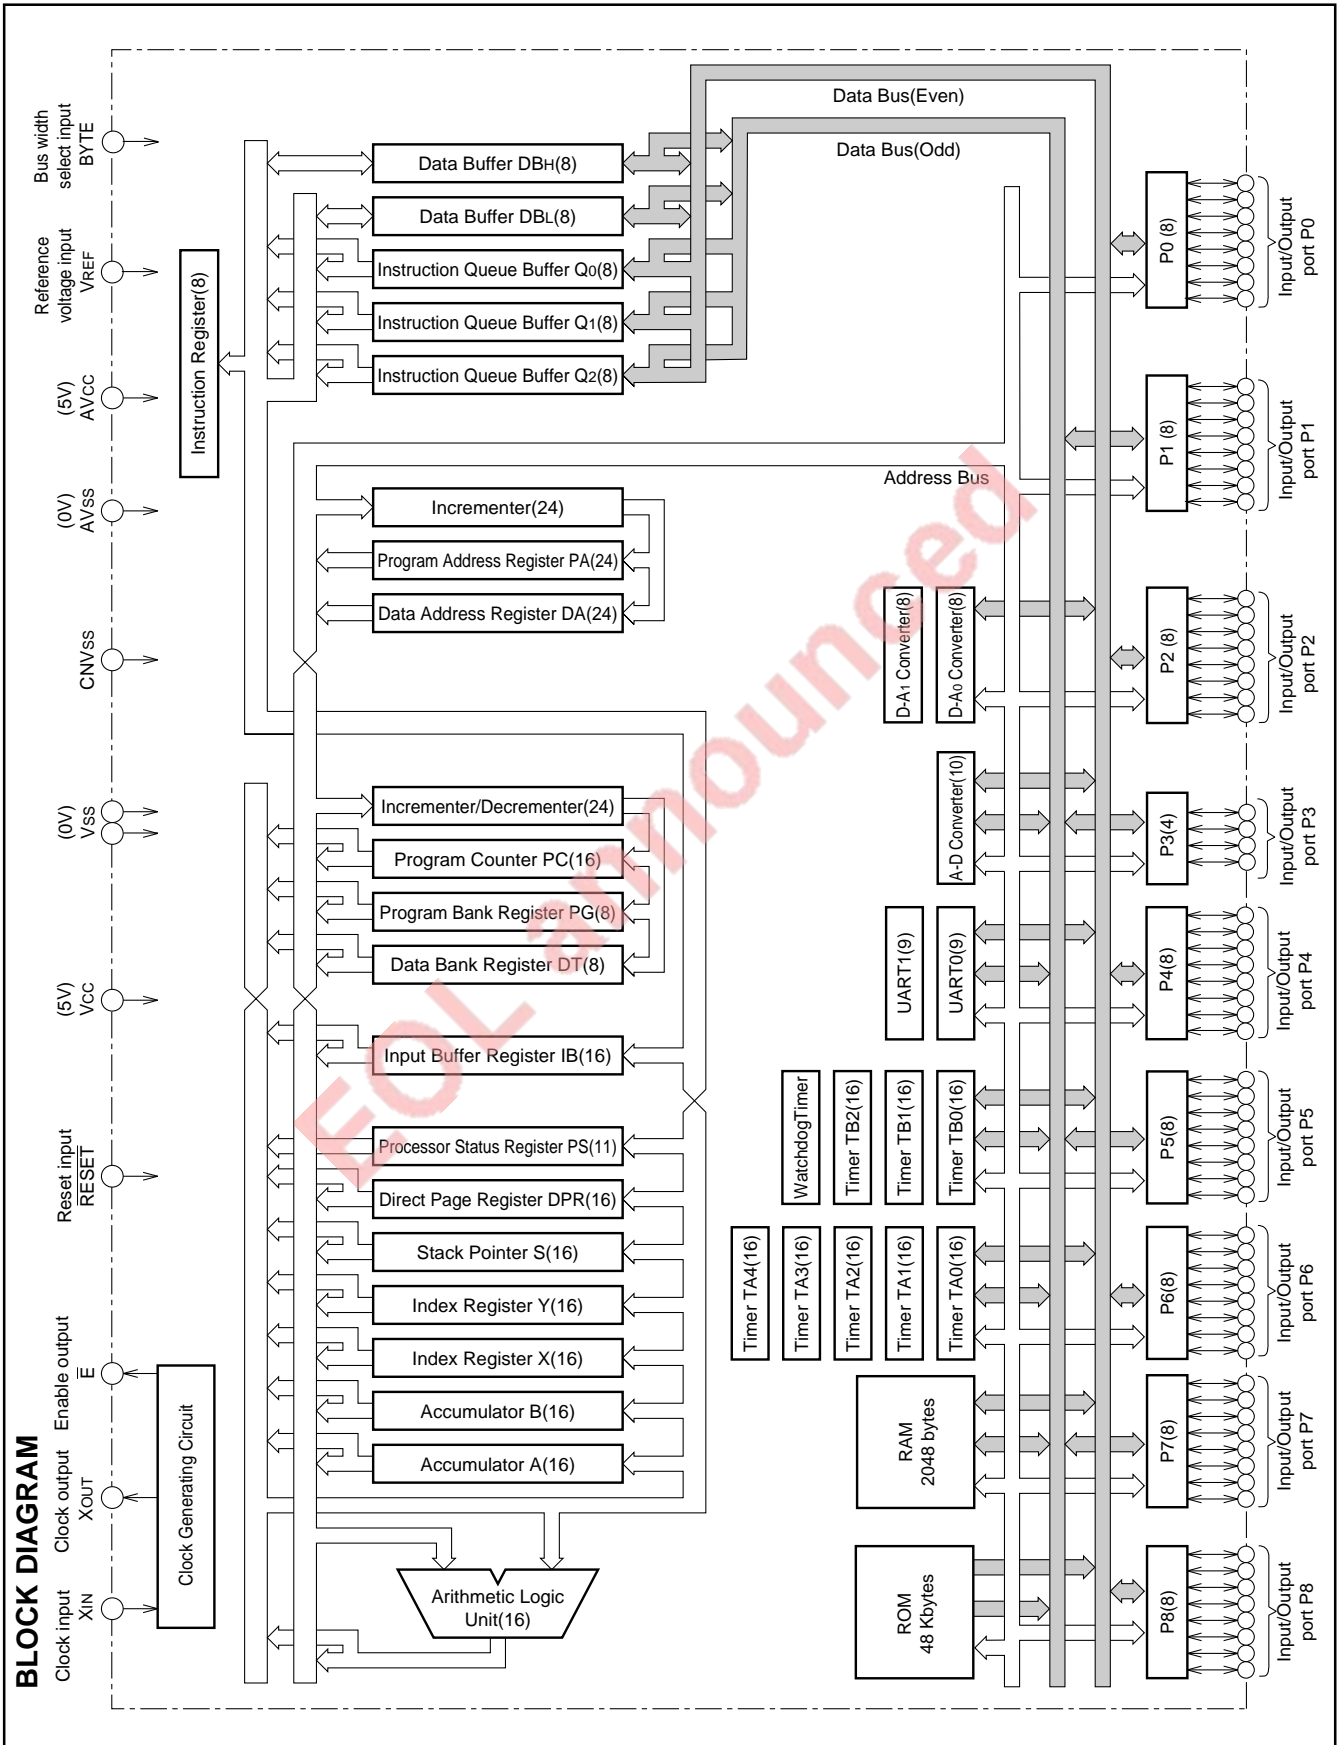 BLOCK DIAGRAM
Clock input
XIN
Clock output
XOUT
Enable output
E
Reset input
RESET
(5V)
VCC
(0V)
VSS
CNVSS
(0V)
AVSS
(5V)
AVCC
Reference
voltage input
VREF
Bus width
select input
BYTE
Clock Generating Circuit
Instruction Register(8)
Data Buffer DBH(8)
Data Buffer DBL(8)
Instruction Queue Buffer Q0(8)
Instruction Queue Buffer Q1(8)
Instruction Queue Buffer Q2(8)
Incrementer(24)
Program Address Register PA(24)
Data Address Register DA(24)
Incrementer/Decrementer(24)
Program Counter PC(16)
Program Bank Register PG(8)
Data Bank Register DT(8)
Input Buffer Register IB(16)
Processor Status Register PS(11)
Direct Page Register DPR(16)
Stack Pointer S(16)
Index Register Y(16)
Index Register X(16)
Accumulator B(16)
Accumulator A(16)
Arithmetic Logic
Unit(16)
Data Bus(Even)
Data Bus(Odd)
Address Bus
D-A1 Converter(8)
D-A0 Converter(8)
A-D Converter(10)
UART1(9)
UART0(9)
WatchdogTimer
Timer TB2(16)
Timer TB1(16)
Timer TB0(16)
Timer TA4(16)
Timer TA3(16)
Timer TA2(16)
Timer TA1(16)
Timer TA0(16)
RAM
2048 bytes
ROM
48 Kbytes
P0 (8)
P1 (8)
P2 (8)
P3(4)
P4(8)
P5(8)
P6(8)
P7(8)
P8(8)
Input/Output
port P0
Input/Output
port P1
Input/Output
port P2
Input/Output
port P3
Input/Output
port P4
Input/Output
port P5
Input/Output
port P6
Input/Output
port P7
Input/Output
port P8
EOL announced